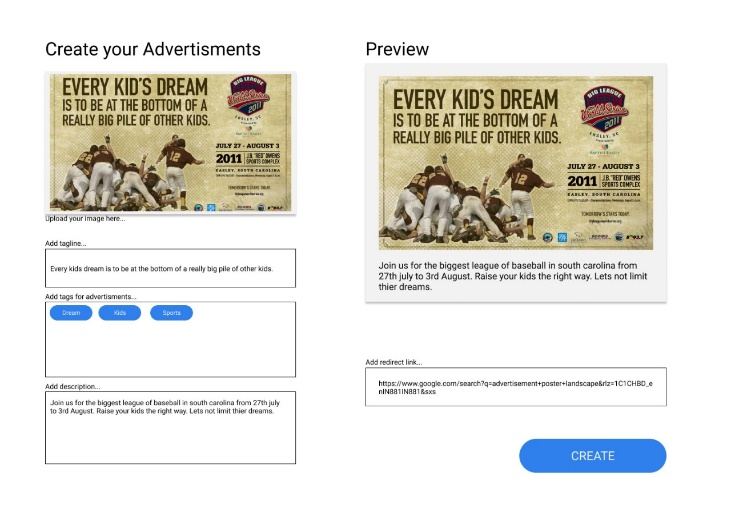 Create your Advertisments
EVERY KID'S DREAM
IS TO BE AT THE BOTTOM OF A
REALLY BIG PILE OF OTHER KIDS.
BIG LEAGUE
World Series
2011
EASLEY, SC
JULY 27 - AUGUST 3
2011 J.B. "RED" OWENS
SPORTS COMPLEX
EASLEY, SOUTH CAROLINA
TOMORROW'S STARS TODAY.
12
Upload your image here...
Add tagline...
Every kids dream is to be at the bottom of a really big pile of other kids.
Add tags for advertisments...
Dream Kids Sports
Add description...
Join us for the biggest league of baseball in south carolina from 27th july
to 3rd August. Raise your kids the right way. Lets not limit thier dreams.
Preview
EVERY KID'S DREAM
IS TO BE AT THE BOTTOM OF A
REALLY BIG PILE OF OTHER KIDS.
BIG LEAGUE
World Series
2011
EASLEY, SC
JULY 27 - AUGUST 3
2011 J.B. "RED" OWENS
SPORTS COMPLEX
EASLEY, SOUTH CAROLINA
TOMORROW'S STARS TODAY.
12
Join us for the biggest league of baseball in south carolina from
27th july to 3rd August. Raise your kids the right way. Lets not limit
thier dreams.
Add redirect link...
https://www.google.com/search?q=advertisement+poster+landscape&rlz=1C1CHBD_e
nIN881IN881&sxs
CREATE